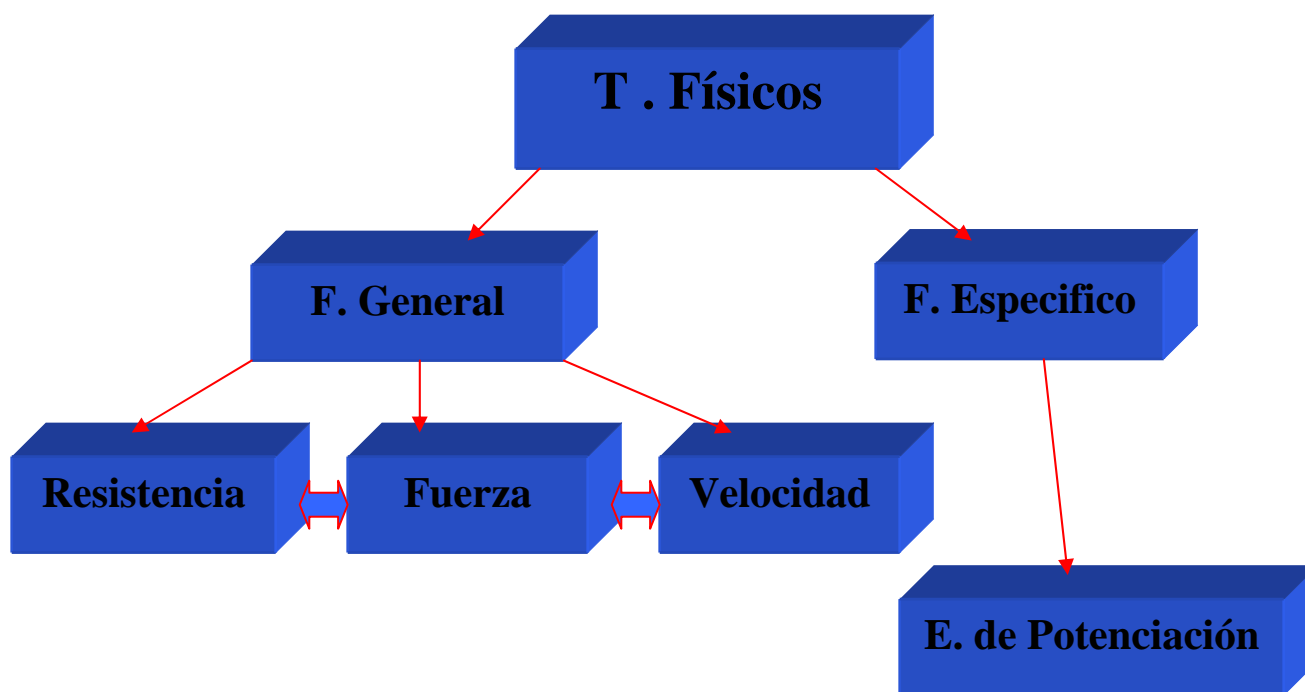 T . Físicos
F. General
F. Especifico
Resistencia
Fuerza
Velocidad
E. de Potenciación